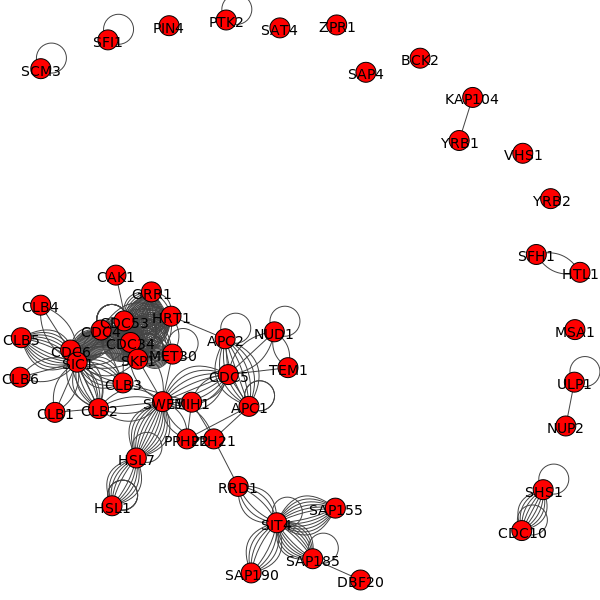 PTK2
PIN4
SAT4
ZPR1
SFI1
SCM3
SAP4
BCK2
KAP104
YRB1
VHS1
YRB2
SFH1
HTL1
CAK1
GRR1
CLB4
CDC53
HRT1
CDC4
MSA1
CLB5
APC2
NUD1
CDC34
CDC6
MET30
SKP1
SIC1
TEM1
CLB6
CDC5
CLB3
ULP1
SWE1
MIH1
APC1
CLB1
CLB2
NUP2
PPH22
PPH21
HSL7
RRD1
SHS1
HSL1
SAP155
SIT4
CDC10
SAP185
SAP190
DBF20